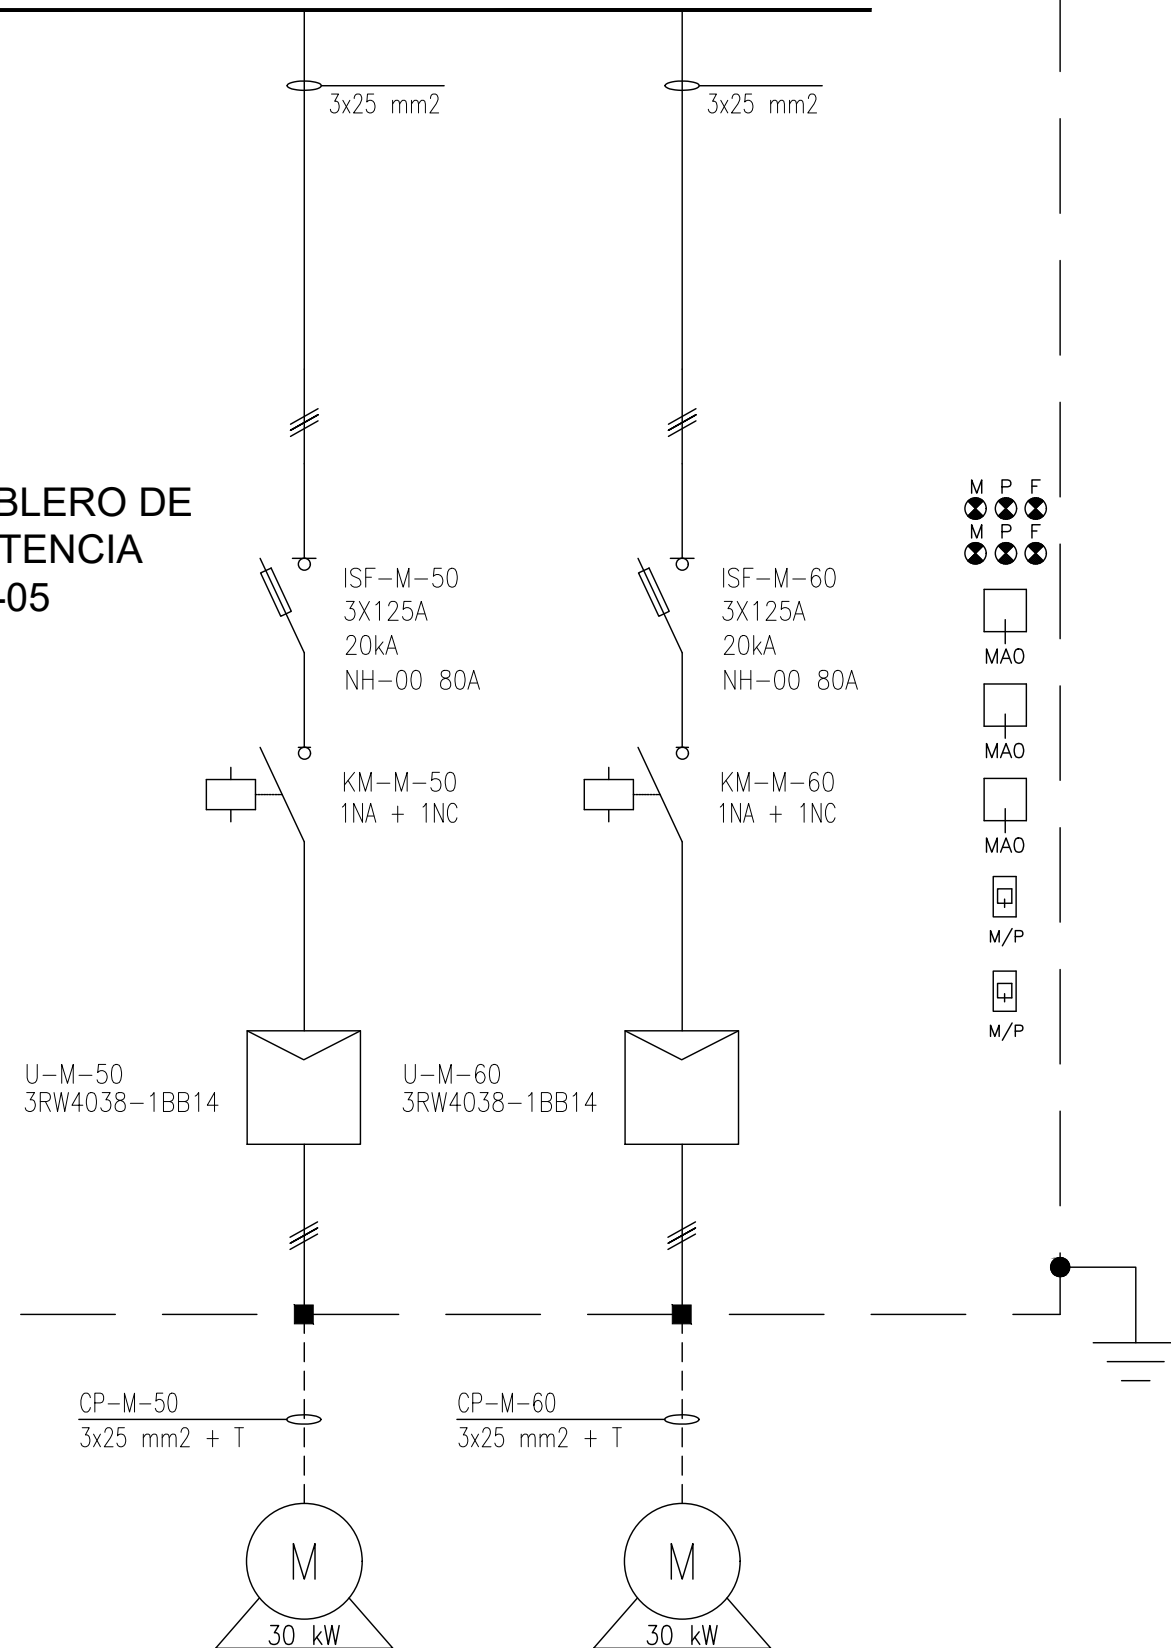 3x25 mm2
3x25 mm2
BLERO DE
TENCIA
-05
M P F
M P F
ISF-M-50
3X125A
20kA
NH-00 80A
ISF-M-60
3X125A
20kA
NH-00 80A
MAO
MAO
MAO
KM-M-50
1NA + 1NC
KM-M-60
1NA + 1NC
M/P
M/P
U-M-50
3RW4038-1BB14
U-M-60
3RW4038-1BB14
CP-M-50
3x25 mm2 + T
CP-M-60
3x25 mm2 + T
M
30 kW
M
30 kW